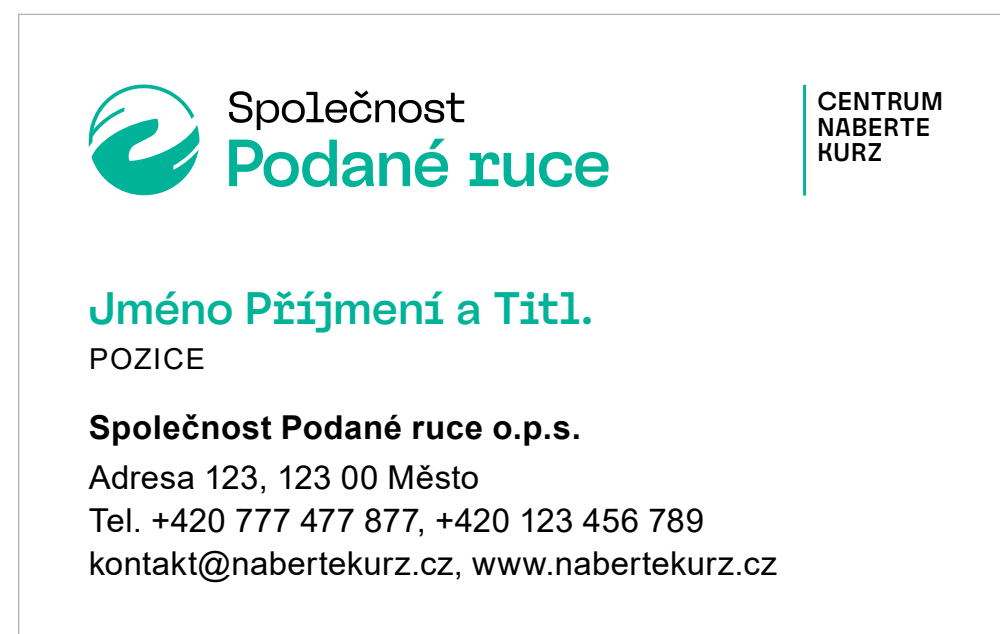 Společnost
Podané ruce
CENTRUM
NABERTE
KURZ
Jméno Příjmení a Titl.
POZICE
Společnost Podané ruce o.p.s.
Adresa 123, 123 00 Město
Tel. +420 777 477 877, +420 123 456 789
kontakt@nabertekurz.cz, www.nabertekurz.cz